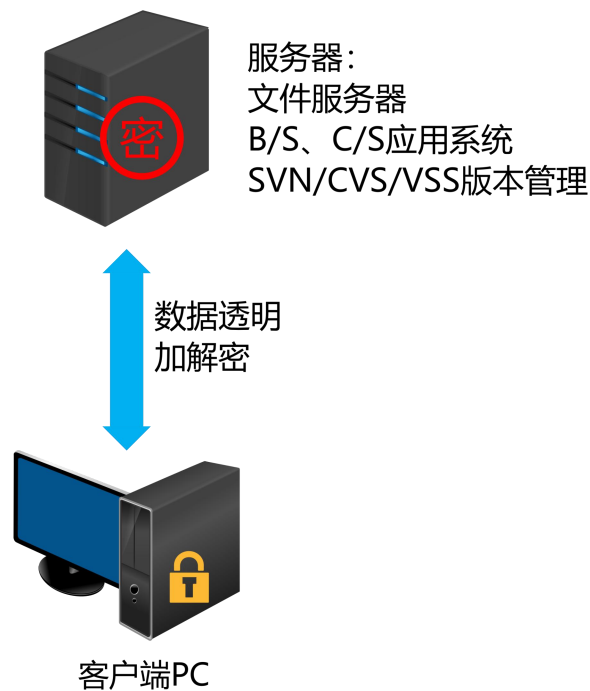 服务器：
文件服务器
B/S、C/S应用系统
SVN/CVS/VSS版本管理
密
数据透明
加解密
T
客户端PC